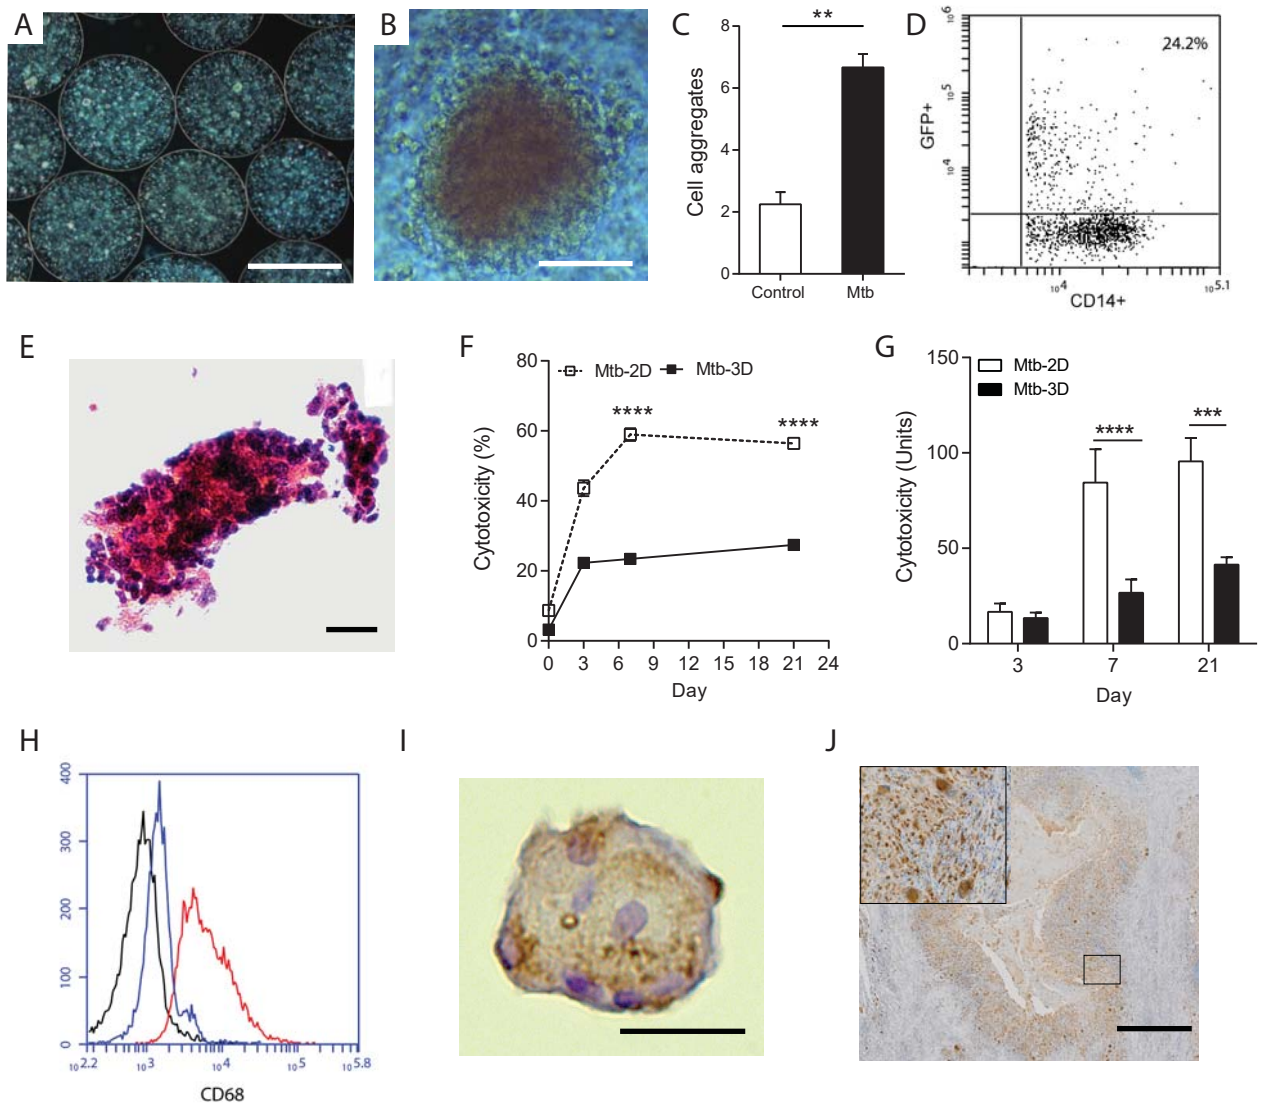 A
B
C
Cell aggregates
8
6
4
2
0
**
Control
Mtb
D
GFP+
10^6
10^5
10^4
24.2%
10^4
10^5.1
CD14+
E
F
Cytotoxicity (%)
80
60
40
20
0
Mtb-2D
Mtb-3D
****
****
0 3 6 9 12 15 18 21 24
Day
G
Cytotoxicity (Units)
150
100
50
0
Mtb-2D
Mtb-3D
****
***
3 7 21
Day
H
400
300
200
100
0
10^2.2 10^3 10^4 10^5 10^5.8
CD68
I
J